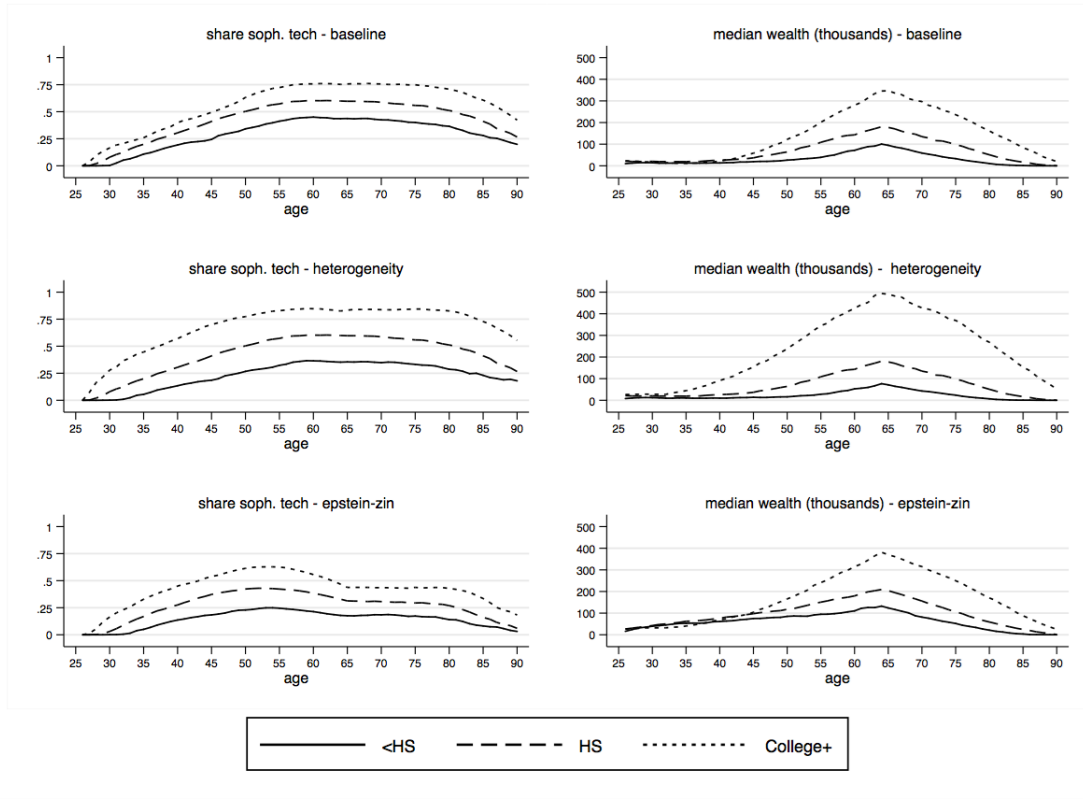 share soph. tech - baseline
1
.75
.5
.25
0
25 30 35 40 45 50 55 60 65 70 75 80 85 90
age
median wealth (thousands) - baseline
500
400
300
200
100
0
25 30 35 40 45 50 55 60 65 70 75 80 85 90
age
share soph. tech - heterogeneity
1
.75
.5
.25
0
25 30 35 40 45 50 55 60 65 70 75 80 85 90
age
median wealth (thousands) - heterogeneity
500
400
300
200
100
0
25 30 35 40 45 50 55 60 65 70 75 80 85 90
age
share soph. tech - epstein-zin
1
.75
.5
.25
0
25 30 35 40 45 50 55 60 65 70 75 80 85 90
age
median wealth (thousands) - epstein-zin
500
400
300
200
100
0
25 30 35 40 45 50 55 60 65 70 75 80 85 90
age
<HS HS College+